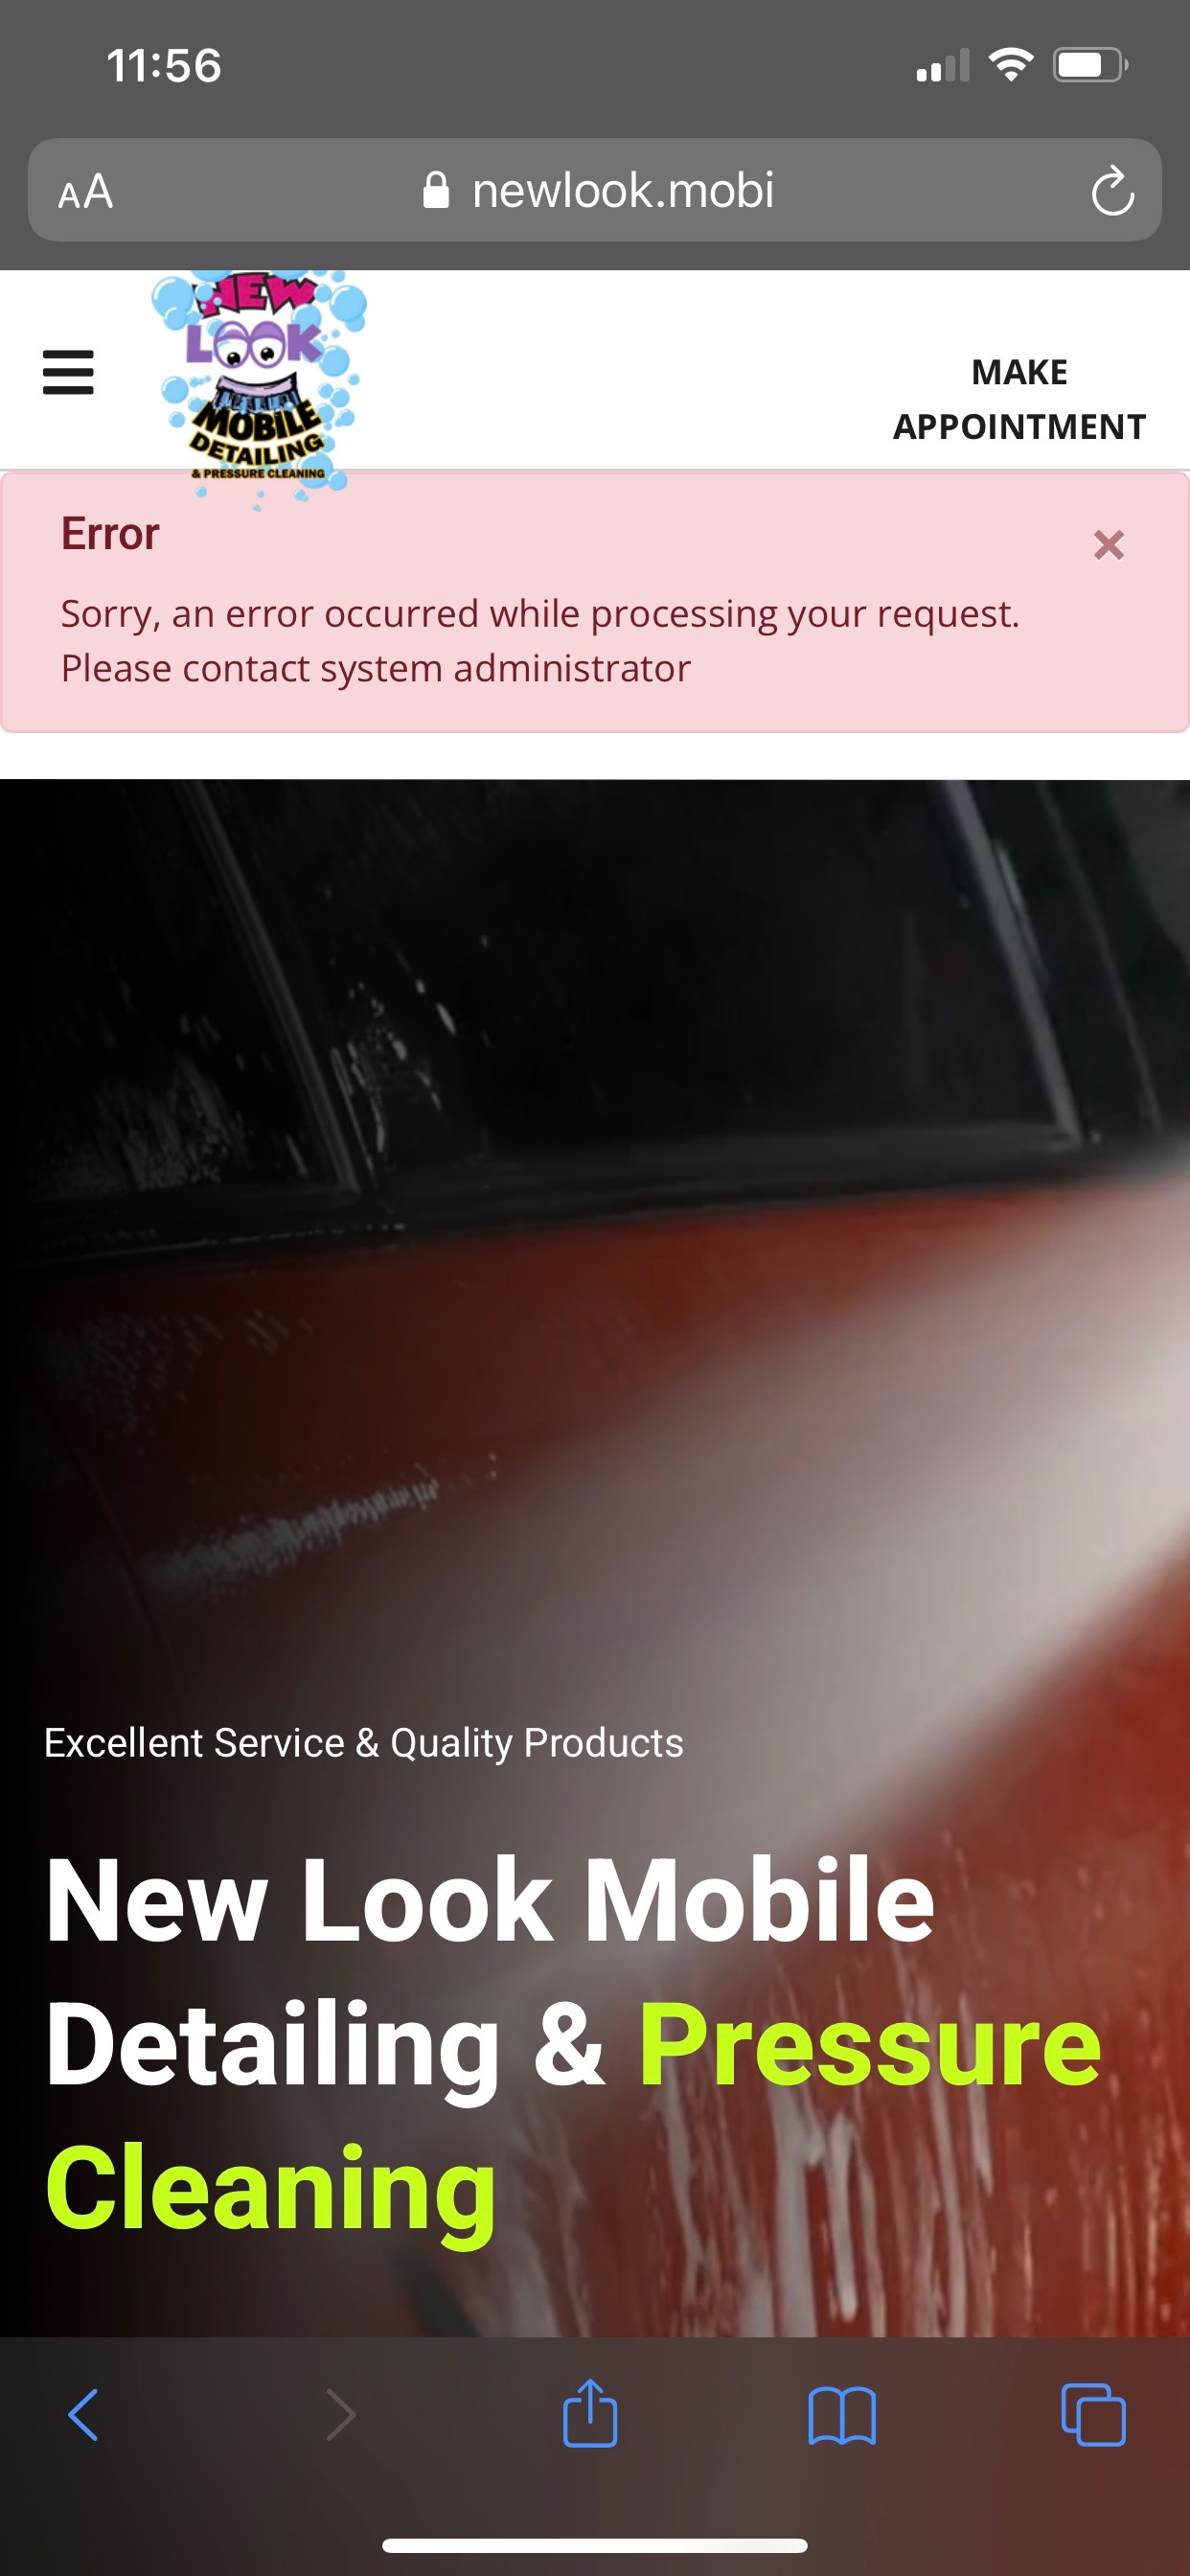 11:56
AA
newlook.mobi
NEW
LOOK
MOBILE
DETAILING
& PRESSURE CLEANING
MAKE
APPOINTMENT
Error
Sorry, an error occurred while processing your request.
Please contact system administrator
Excellent Service & Quality Products
New Look Mobile
Detailing & Pressure
Cleaning